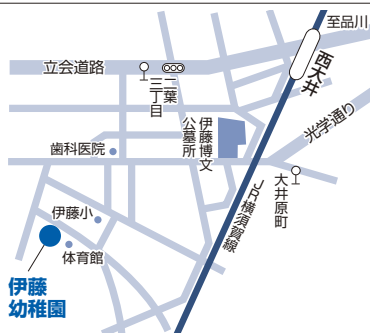 至品川
西大井
立会道路
二葉
三丁目
光学通り
伊藤博文
公墓所
歯科医院
大井原町
JR横須賀線
伊藤小
体育館
伊藤
幼稚園